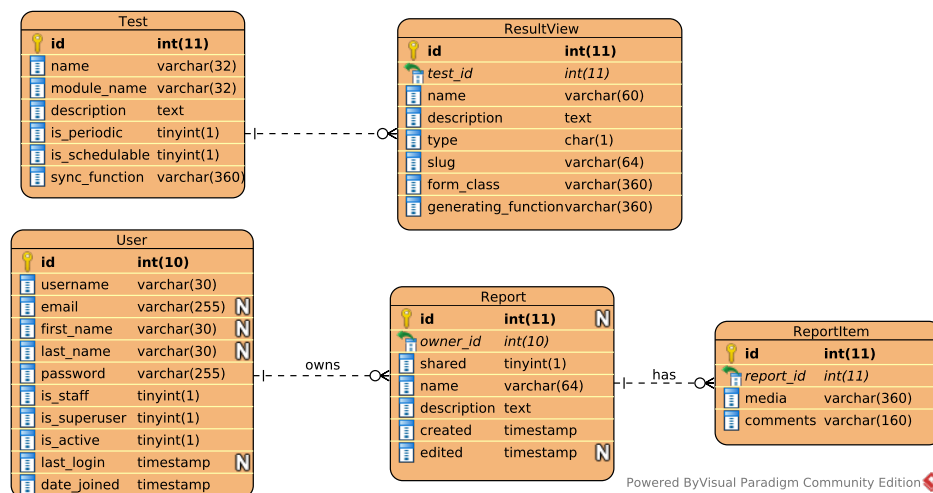 Test
id int(11)
name varchar(32)
module_name varchar(32)
description text
is_periodic tinyint(1)
is_schedulable tinyint(1)
sync_function varchar(360)
ResultView
id int(11)
test_id int(11)
name varchar(60)
description text
type char(1)
slug varchar(64)
form_class varchar(360)
generating_function varchar(360)
User
id int(10)
username varchar(30)
email varchar(255) N
first_name varchar(30) N
last_name varchar(30) N
password varchar(255)
is_staff tinyint(1)
is_superuser tinyint(1)
is_active tinyint(1)
last_login timestamp N
date_joined timestamp
owns
Report
id int(11) N
owner_id int(10)
shared tinyint(1)
name varchar(64)
description text
created timestamp
edited timestamp N
has
ReportItem
id int(11)
report_id int(11)
media varchar(360)
comments varchar(160)
Powered ByVisual Paradigm Community Edition